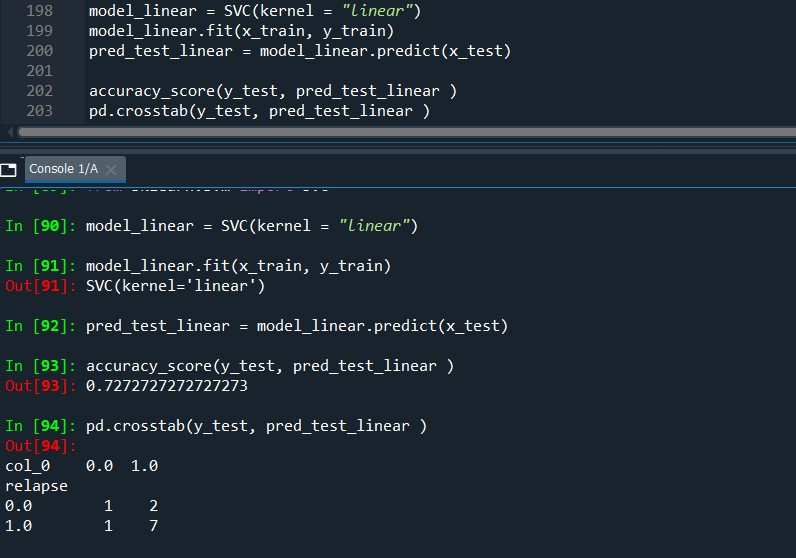 198 model_linear = SVC(kernel = "linear")
199 model_linear.fit(x_train, y_train)
200 pred_test_linear = model_linear.predict(x_test)
201
202 accuracy_score(y_test, pred_test_linear )
203 pd.crosstab(y_test, pred_test_linear )
Console 1/A
In [90]: model_linear = SVC(kernel = "linear")
In [91]: model_linear.fit(x_train, y_train)
Out[91]: SVC(kernel='linear')
In [92]: pred_test_linear = model_linear.predict(x_test)
In [93]: accuracy_score(y_test, pred_test_linear )
Out[93]: 0.7272727272727273
In [94]: pd.crosstab(y_test, pred_test_linear )
Out[94]:
col_0 0.0 1.0
relapse
0.0 1 2
1.0 1 7